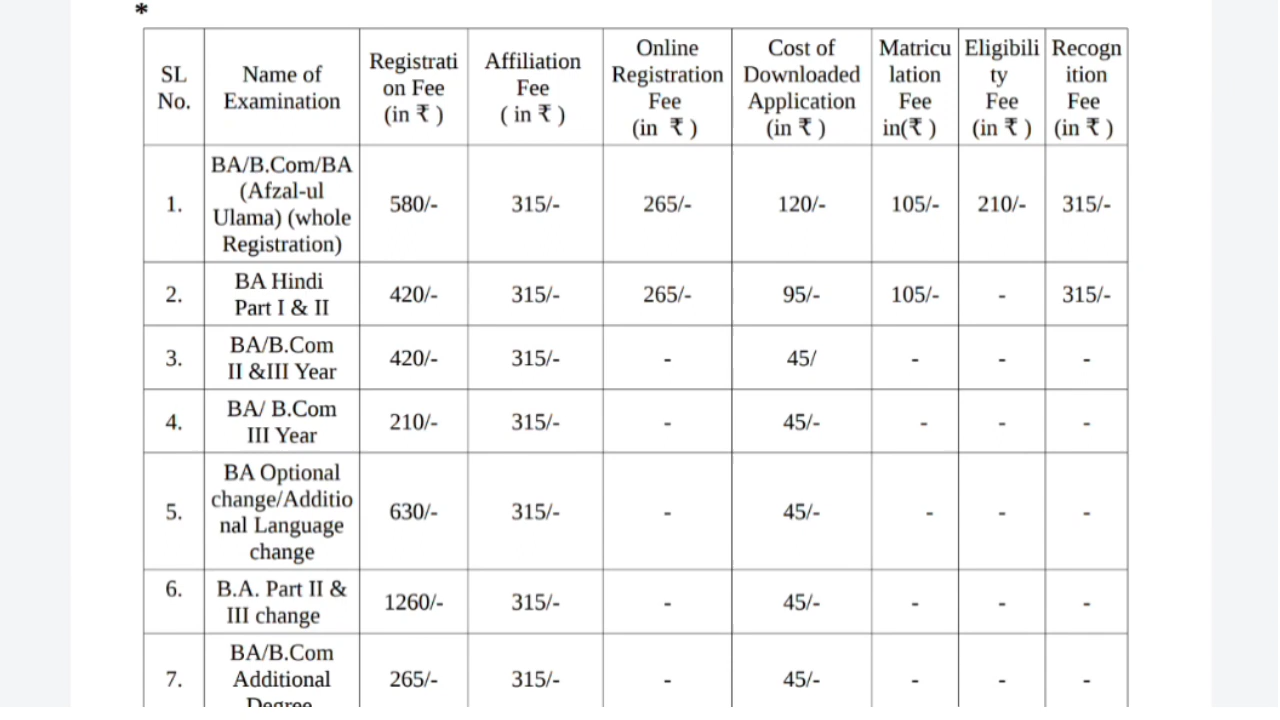 *
SL No. | Name of Examination | Registrati on Fee (in ₹ ) | Affiliation Fee ( in ₹ ) | Online Registration Fee (in ₹ ) | Cost of Downloaded Application (in ₹ ) | Matricu lation Fee in(₹ ) | Eligibili ty Fee (in ₹ ) | Recogn ition Fee (in ₹ )
1. | BA/B.Com/BA (Afzal-ul Ulama) (whole Registration) | 580/- | 315/- | 265/- | 120/- | 105/- | 210/- | 315/-
2. | BA Hindi Part I & II | 420/- | 315/- | 265/- | 95/- | 105/- | - | 315/-
3. | BA/B.Com II &III Year | 420/- | 315/- | - | 45/ | - | - | -
4. | BA/ B.Com III Year | 210/- | 315/- | - | 45/- | - | - | -
5. | BA Optional change/Additio nal Language change | 630/- | 315/- | - | 45/- | - | - | -
6. | B.A. Part II & III change | 1260/- | 315/- | - | 45/- | - | - | -
7. | BA/B.Com Additional Degree | 265/- | 315/- | - | 45/- | - | - | -